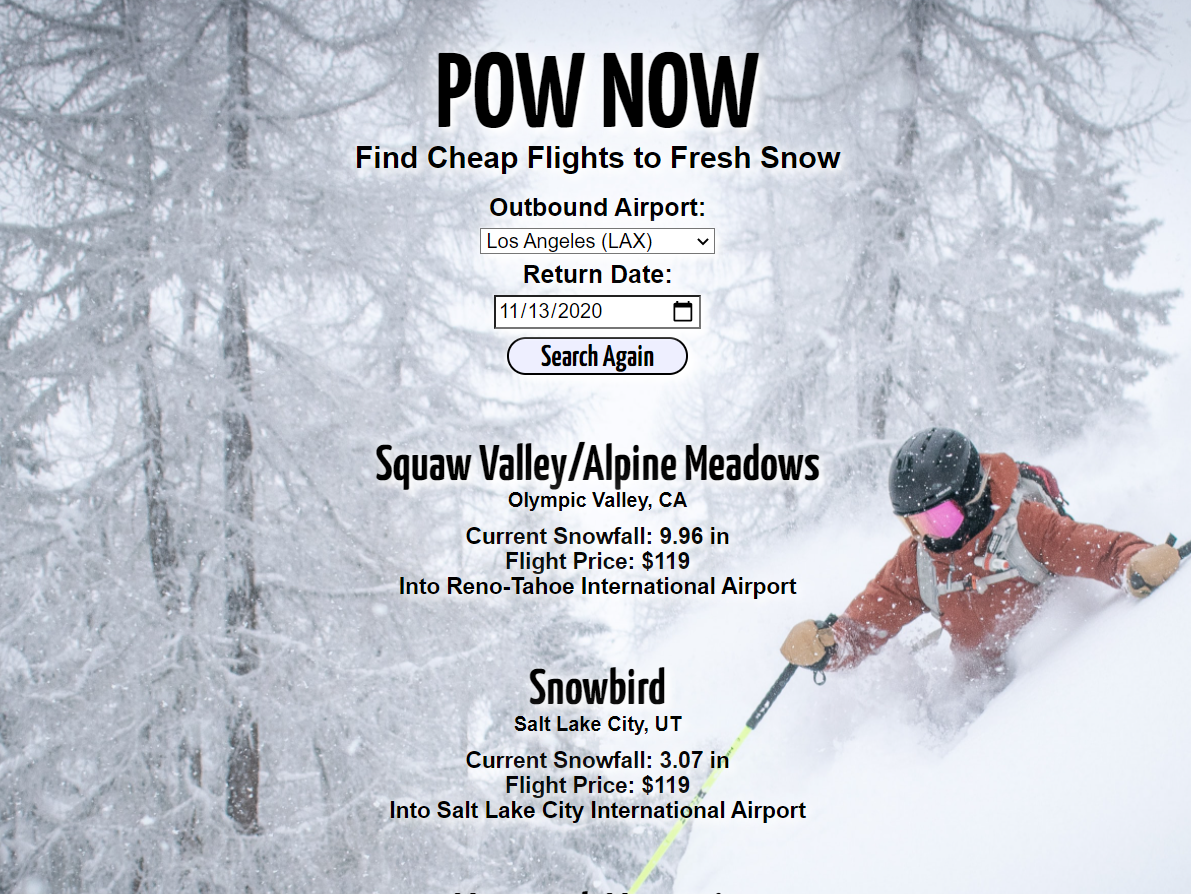 POW NOW
Find Cheap Flights to Fresh Snow
Outbound Airport:
Los Angeles (LAX)
Return Date:
11/13/2020
Search Again
Squaw Valley/Alpine Meadows
Olympic Valley, CA
Current Snowfall: 9.96 in
Flight Price: $119
Into Reno-Tahoe International Airport
Snowbird
Salt Lake City, UT
Current Snowfall: 3.07 in
Flight Price: $119
Into Salt Lake City International Airport